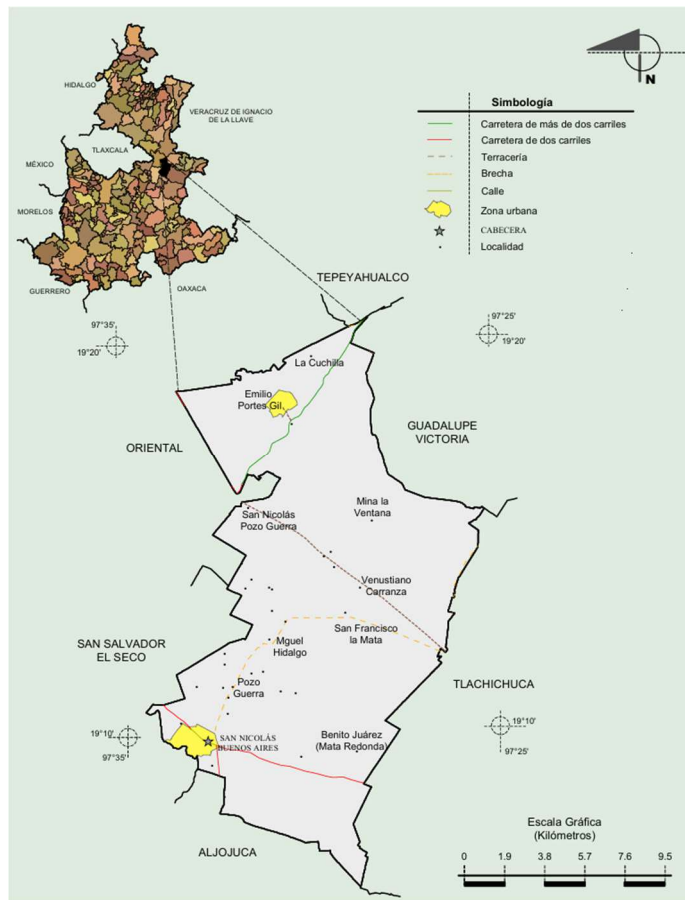 HIDALGO
VERACRUZ DE IGNACIO
DE LA LLAVE
TLAXCALA
MÉXICO
MORELOS
GUERRERO
OAXACA
N
Simbología
Carretera de más de dos carriles
Carretera de dos carriles
Terracería
Brecha
Calle
Zona urbana
CABECERA
Localidad
TEPEYAHUALCO
97°35'
19°20'
97°25'
19°20'
La Cuchilla
Emilio
Portes Gil
ORIENTAL
GUADALUPE
VICTORIA
Mina la
Ventana
San Nicolás
Pozo Guerra
Venustiano
Carranza
San Francisco
la Mata
Mguel
Hidalgo
SAN SALVADOR
EL SECO
Pozo
Guerra
TLACHICHUCA
19°10'
97°35'
SAN NICOLÁS
BUENOS AIRES
Benito Juárez
(Mata Redonda)
19°10'
97°25'
ALJOJUCA
Escala Gráfica
(Kilómetros)
0 1.9 3.8 5.7 7.6 9.5